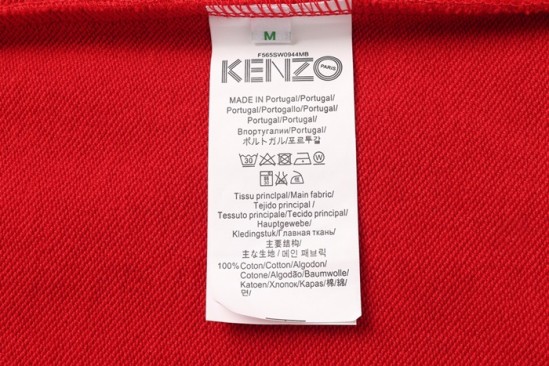 M
F565SW0944MB
KENZO
PARIS
MADE IN Portugal/Portugal/
Portugal/Portogallo/Portugal/
Portugal/Portugal/
Впортугалии/Portugal/
ポルトガル/포르투갈/
30
W
Tissu principal/Main fabric/
Tejido principal /
Tessuto principale/Tecido principal/
Hauptgewebe/
Kledingstuk/Главная ткань/
主要结构/
主な生地 / 메인 패브릭
100%Coton/Cotton/Algodon/
Cotone/Algodão/Baumwolle/
Katoen/Хлопок/Kapas/棉/綿/
면/